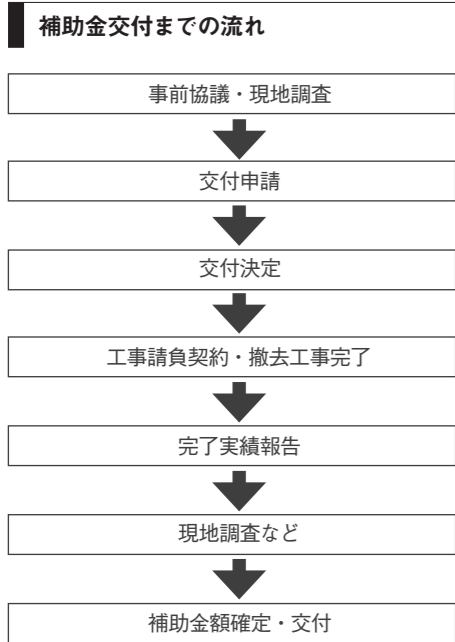 補助金交付までの流れ
事前協議・現地調査
交付申請
交付決定
工事請負契約・撤去工事完了
完了実績報告
現地調査など
補助金額確定・交付